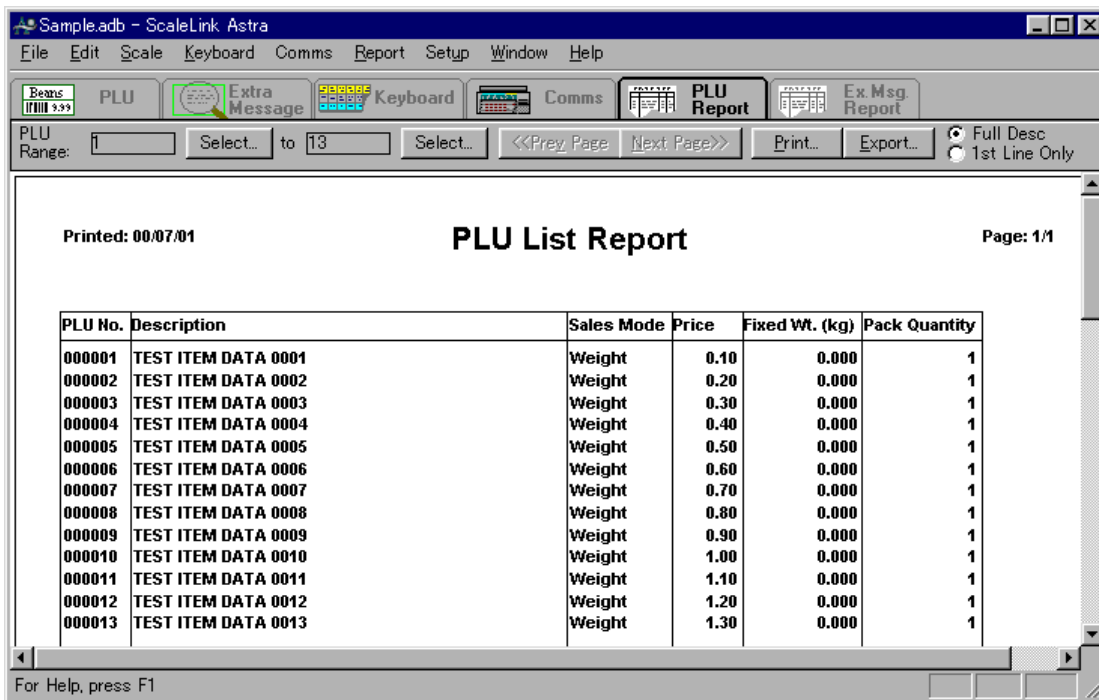 Sample.adb - ScaleLink Astra
File Edit Scale Keyboard Comms Report Setup Window Help
Beans 9.99 PLU Extra Message Keyboard Comms PLU Report Ex.Msg. Report
PLU Range: 1 Select... to 13 Select... <<Prev Page Next Page>> Print... Export... Full Desc
1st Line Only
Printed: 00/07/01 PLU List Report Page: 1/1
PLU No. Description Sales Mode Price Fixed Wt. (kg) Pack Quantity
000001 TEST ITEM DATA 0001 Weight 0.10 0.000 1
000002 TEST ITEM DATA 0002 Weight 0.20 0.000 1
000003 TEST ITEM DATA 0003 Weight 0.30 0.000 1
000004 TEST ITEM DATA 0004 Weight 0.40 0.000 1
000005 TEST ITEM DATA 0005 Weight 0.50 0.000 1
000006 TEST ITEM DATA 0006 Weight 0.60 0.000 1
000007 TEST ITEM DATA 0007 Weight 0.70 0.000 1
000008 TEST ITEM DATA 0008 Weight 0.80 0.000 1
000009 TEST ITEM DATA 0009 Weight 0.90 0.000 1
000010 TEST ITEM DATA 0010 Weight 1.00 0.000 1
000011 TEST ITEM DATA 0011 Weight 1.10 0.000 1
000012 TEST ITEM DATA 0012 Weight 1.20 0.000 1
000013 TEST ITEM DATA 0013 Weight 1.30 0.000 1
For Help, press F1